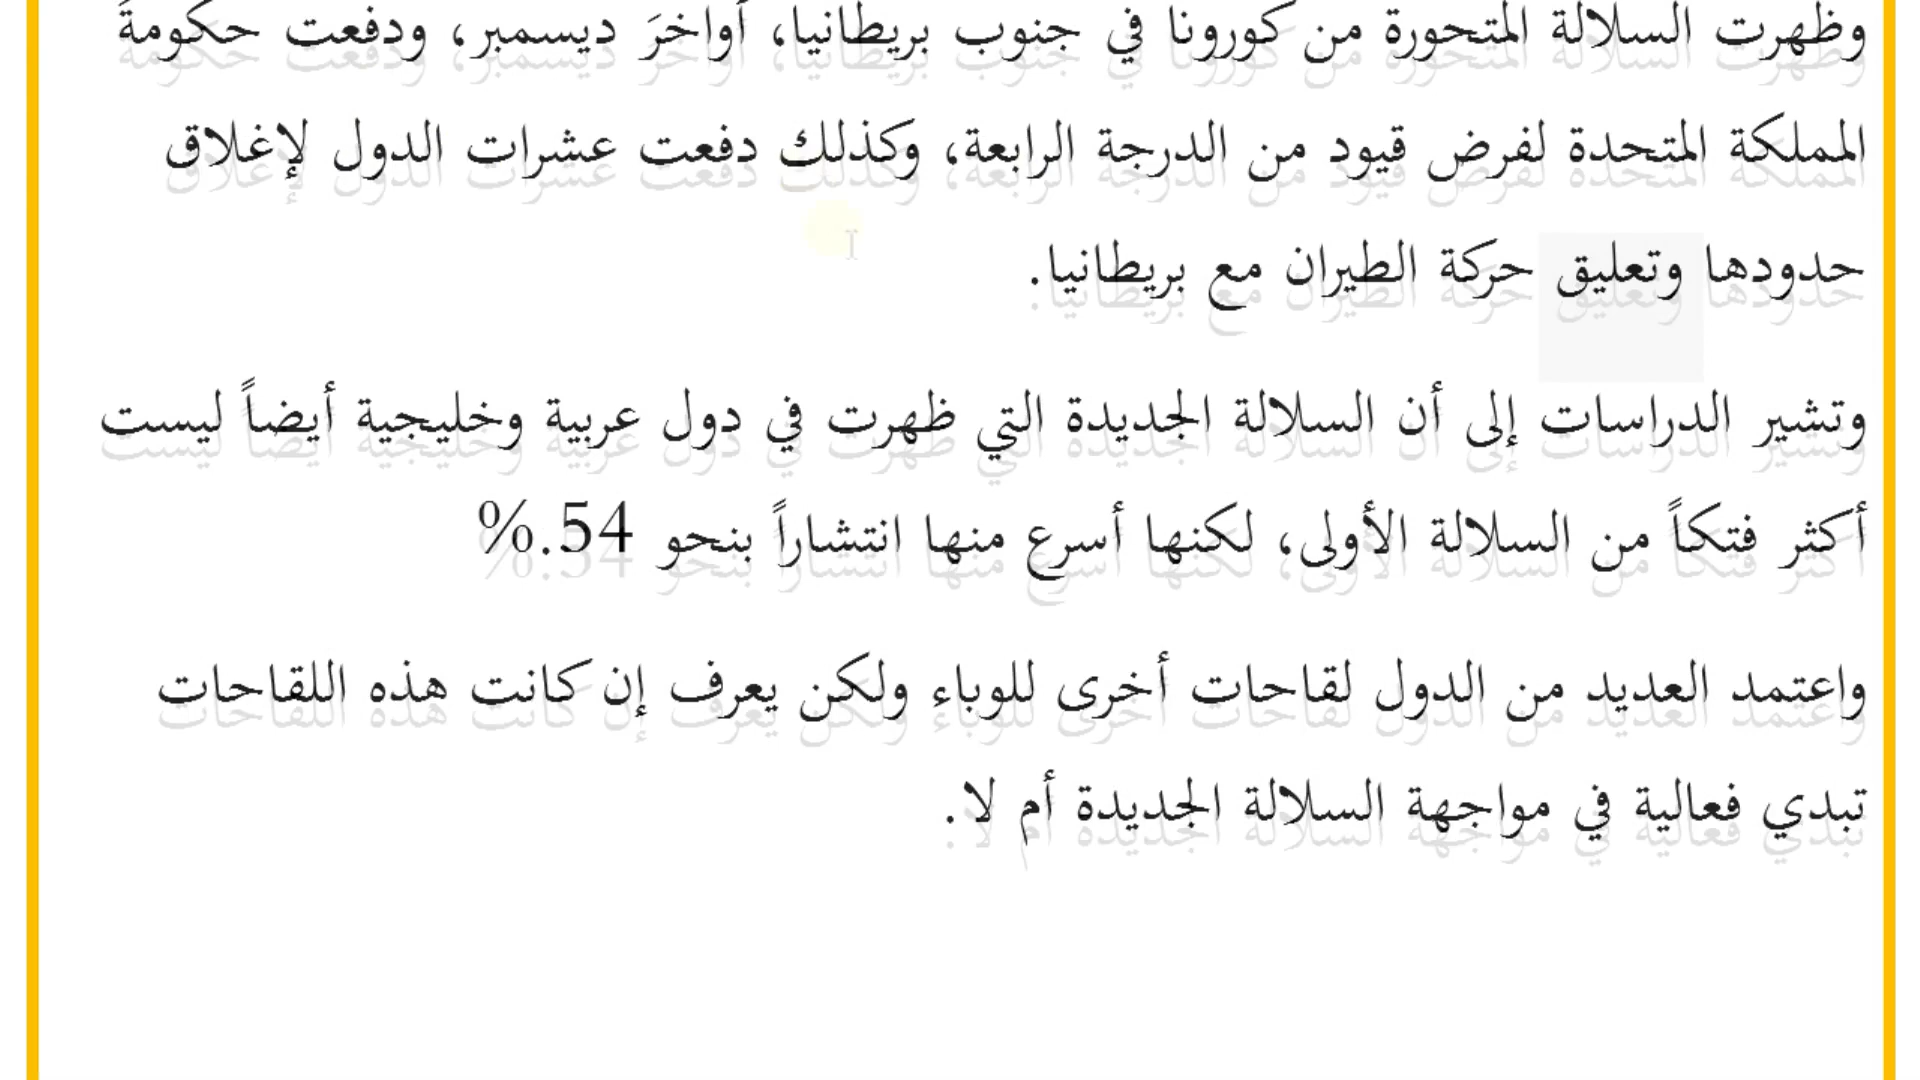 وظهرت السلالة المتحورة من كورونا في جنوب بريطانيا، أواخرَ ديسمبر، ودفعت حكومةَ
المملكة المتحدة لفرض قيود من الدرجة الرابعة، وكذلك دفعت عشرات الدول لإغلاق
حدودها وتعليق حركة الطيران مع بريطانيا.
وتشير الدراسات إلى أن السلالة الجديدة التي ظهرت في دول عربية وخليجية أيضاً ليست
أكثر فتكاً من السلالة الأولى، لكنها أسرع منها انتشاراً بنحو 54.%
واعتمد العديد من الدول لقاحات أخرى للوباء ولكن يعرف إن كانت هذه اللقاحات
تبدي فعالية في مواجهة السلالة الجديدة أم لا.